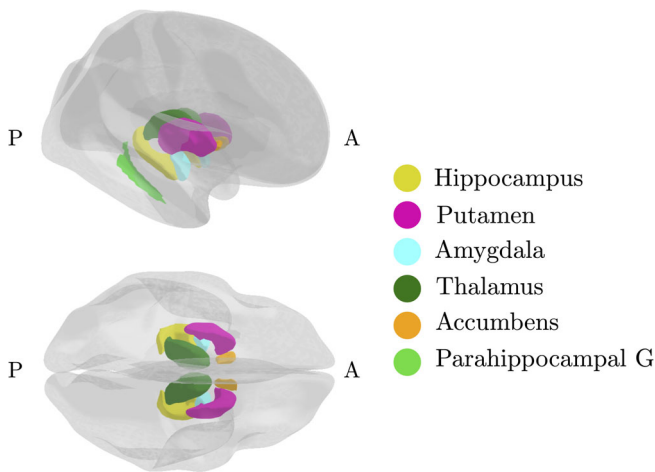 P
A
Hippocampus
Putamen
Amygdala
Thalamus
Accumbens
Parahippocampal G
P
A